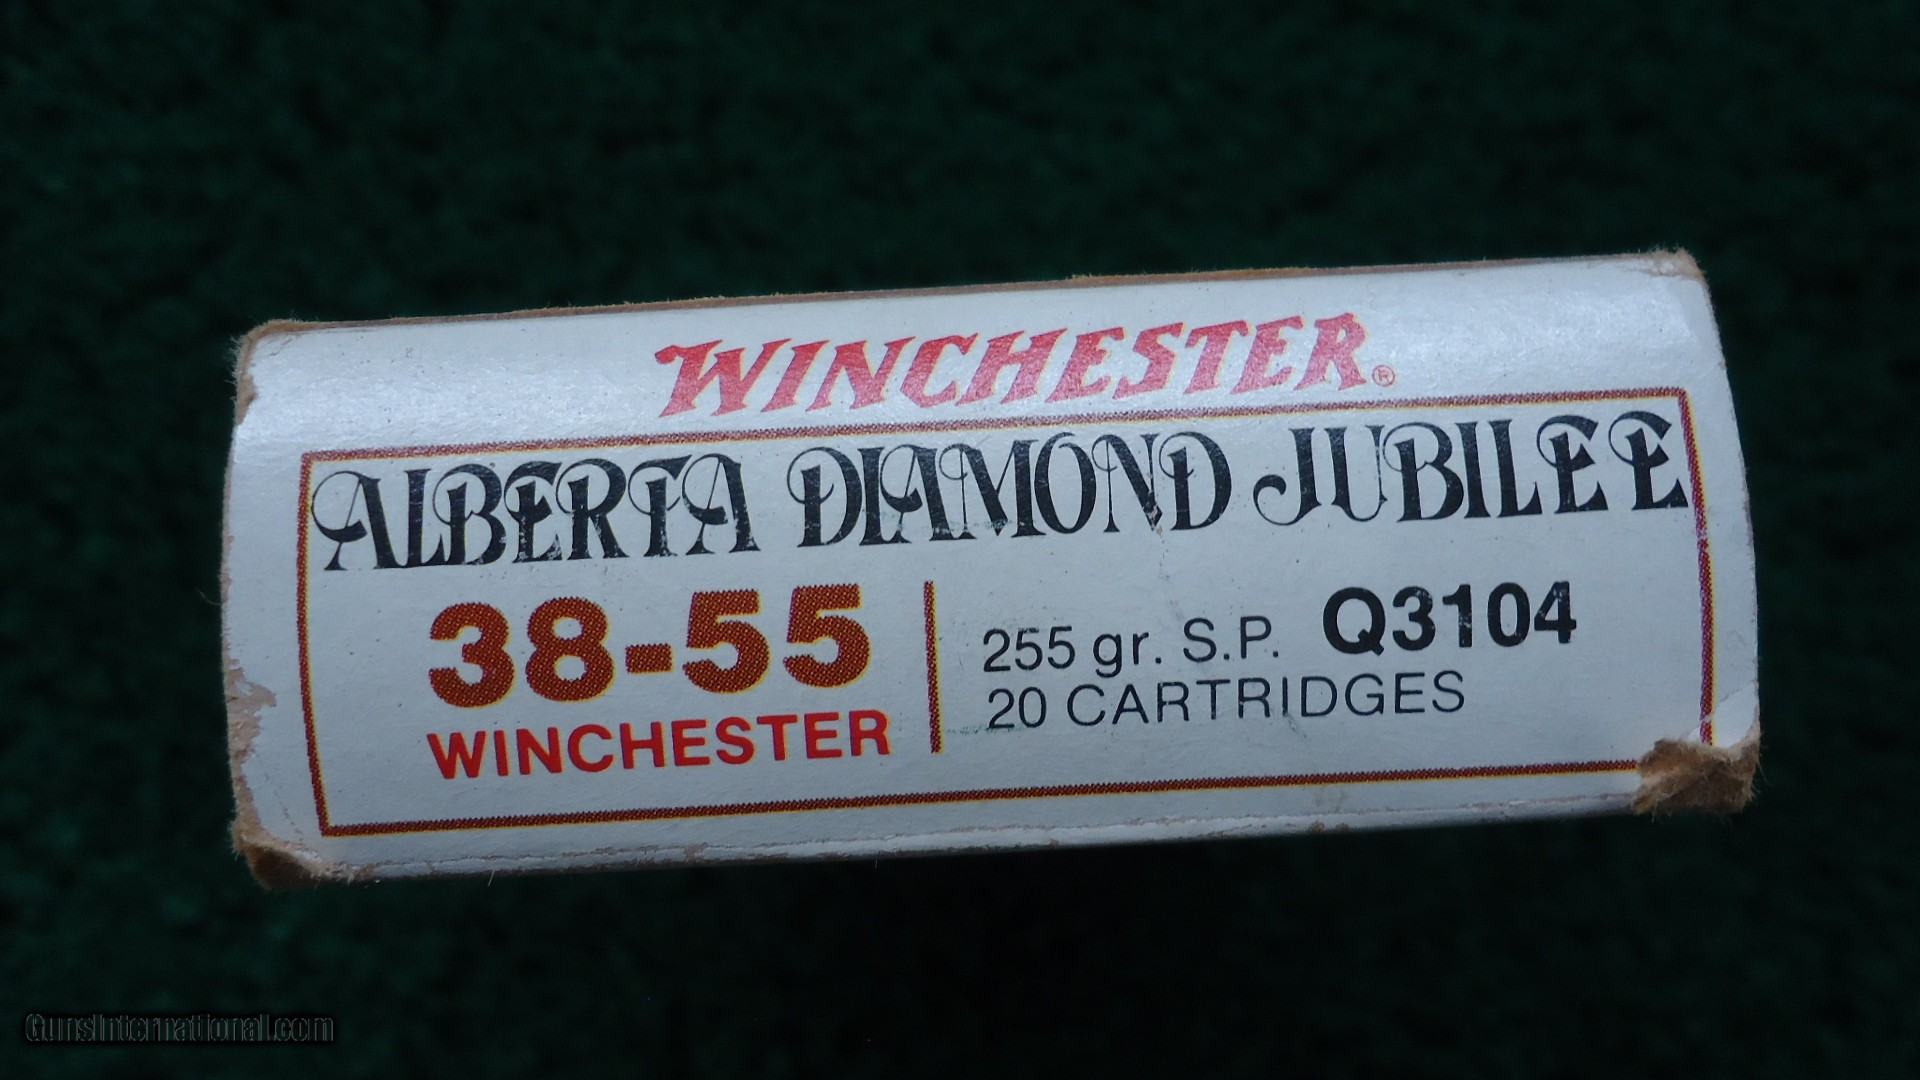 WINCHESTER®
ALBERTA DIAMOND JUBILEE
38-55
WINCHESTER
255 gr. S.P. Q3104
20 CARTRIDGES
GunsInternational.com